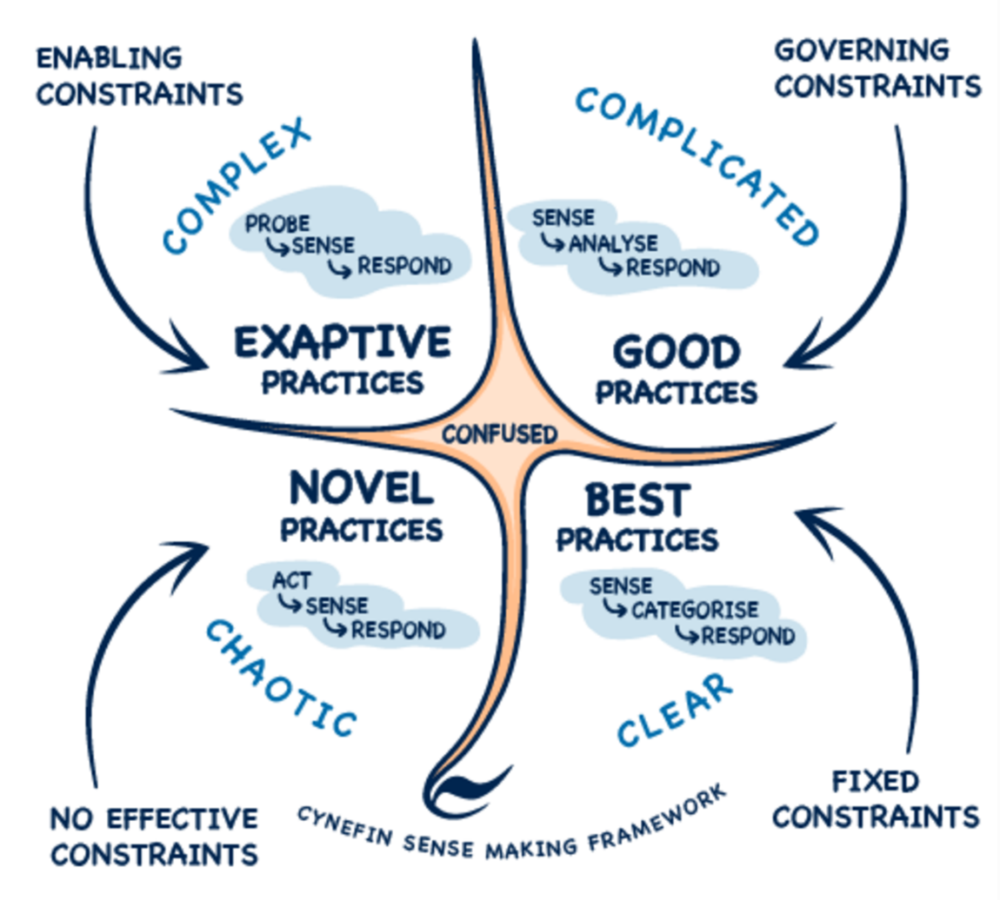 ENABLING
CONSTRAINTS
GOVERNING
CONSTRAINTS
COMPLEX
COMPLICATED
PROBE
SENSE
RESPOND
SENSE
ANALYSE
RESPOND
EXAPTIVE
PRACTICES
GOOD
PRACTICES
CONFUSED
NOVEL
PRACTICES
BEST
PRACTICES
ACT
SENSE
RESPOND
SENSE
CATEGORISE
RESPOND
CHAOTIC
CLEAR
NO EFFECTIVE
CONSTRAINTS
FIXED
CONSTRAINTS
CYNEFIN SENSE MAKING FRAMEWORK